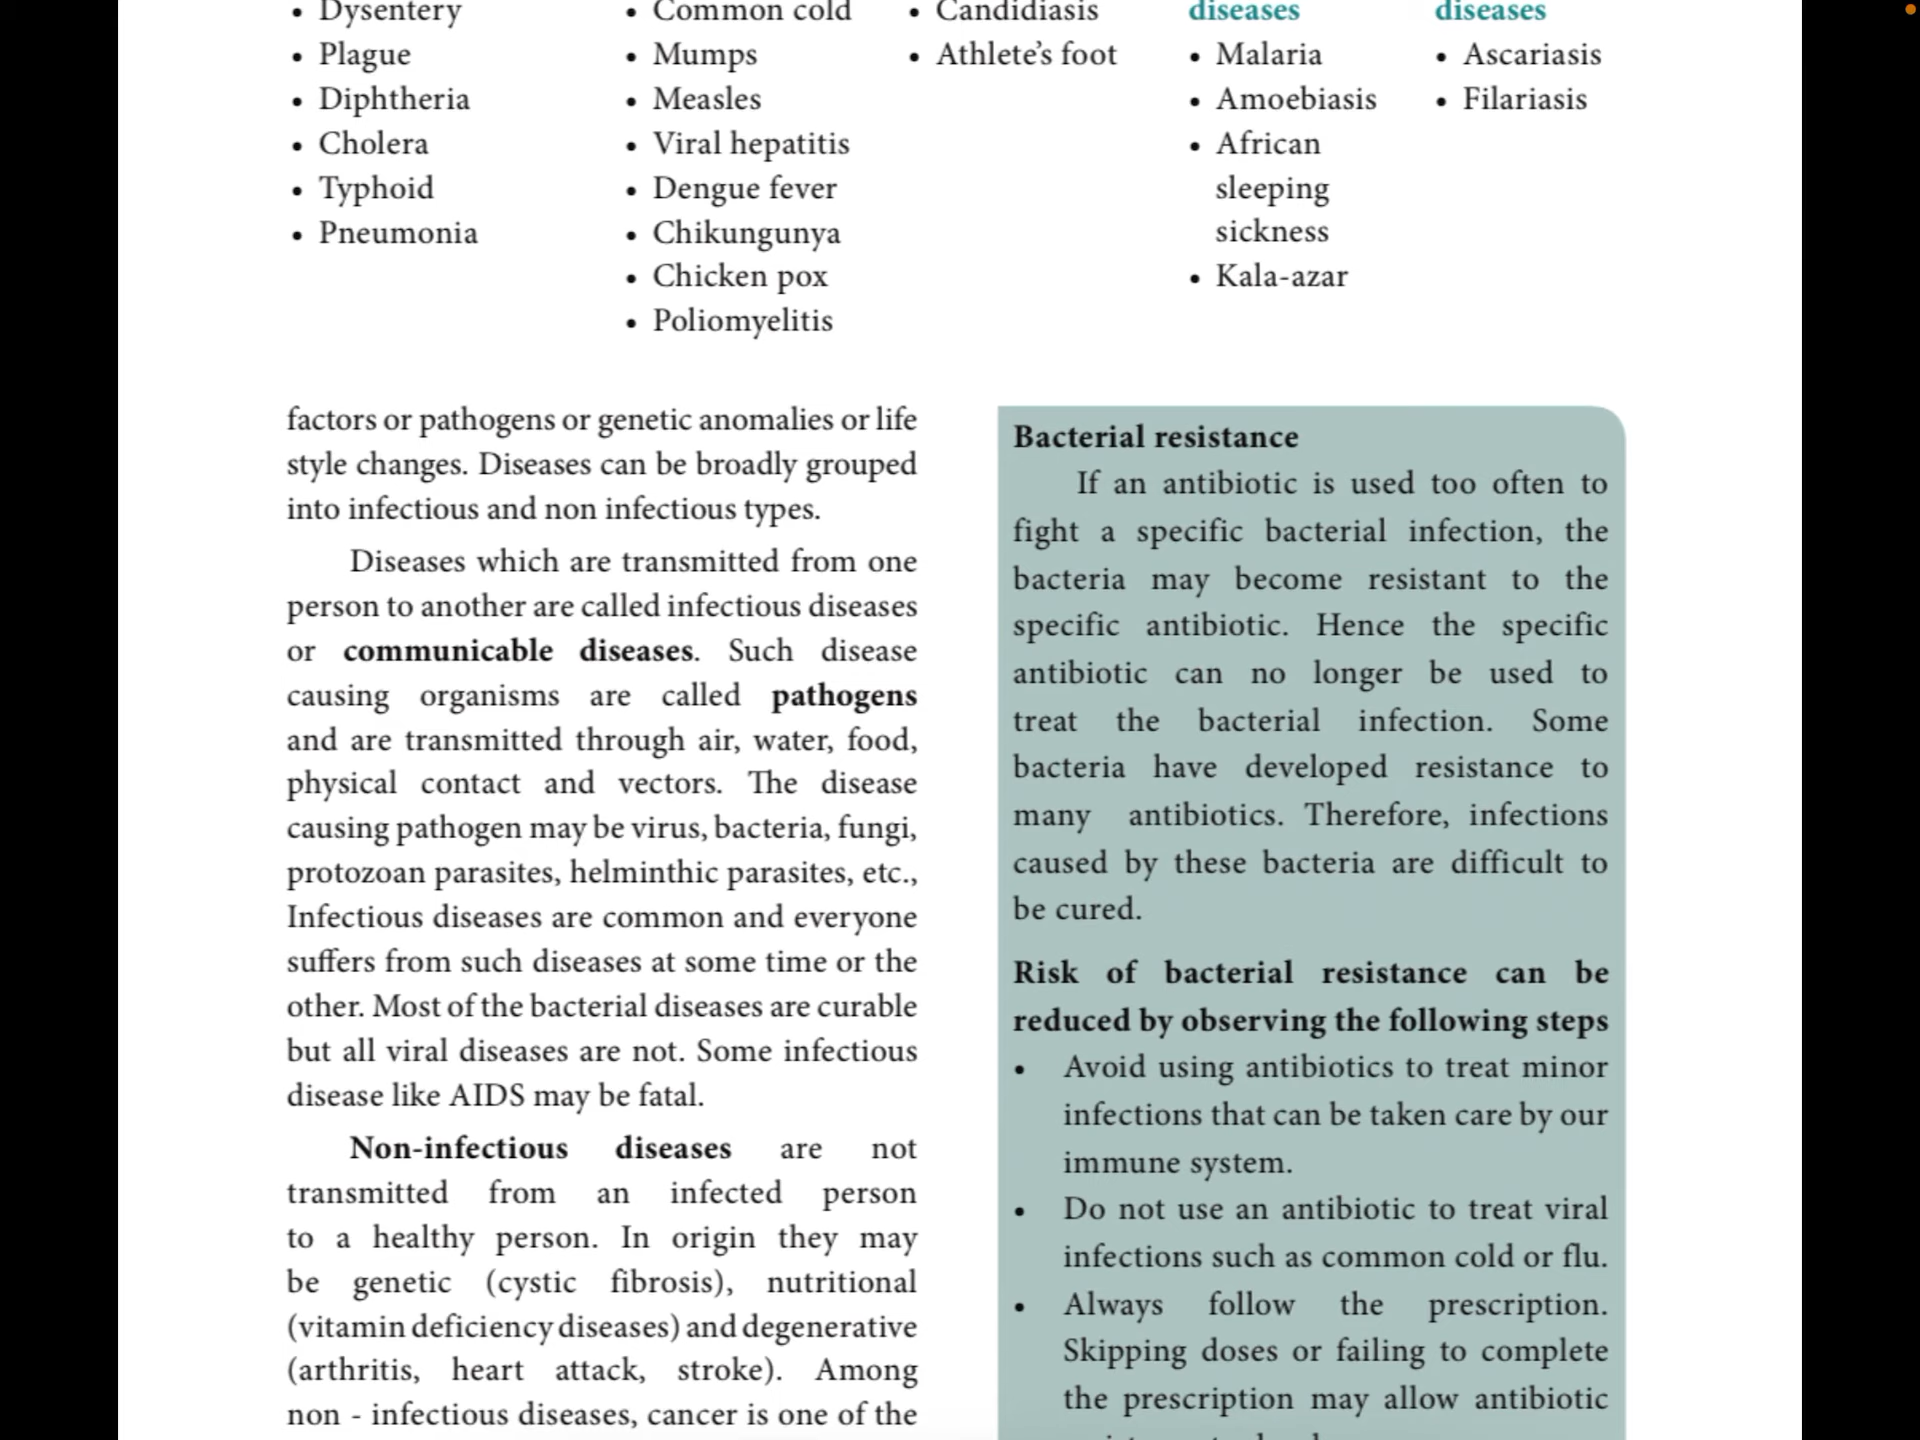 • Dysentery
• Plague
• Diphtheria
• Cholera
• Typhoid
• Pneumonia
• Common cold
• Mumps
• Measles
• Viral hepatitis
• Dengue fever
• Chikungunya
• Chicken pox
• Poliomyelitis
• Candidiasis
• Athlete’s foot
diseases
• Malaria
• Amoebiasis
• African
sleeping
sickness
• Kala-azar
diseases
• Ascariasis
• Filariasis
factors or pathogens or genetic anomalies or life
style changes. Diseases can be broadly grouped
into infectious and non infectious types.
Diseases which are transmitted from one
person to another are called infectious diseases
or communicable diseases. Such disease
causing organisms are called pathogens
and are transmitted through air, water, food,
physical contact and vectors. The disease
causing pathogen may be virus, bacteria, fungi,
protozoan parasites, helminthic parasites, etc.,
Infectious diseases are common and everyone
suffers from such diseases at some time or the
other. Most of the bacterial diseases are curable
but all viral diseases are not. Some infectious
disease like AIDS may be fatal.
Non-infectious diseases are not
transmitted from an infected person
to a healthy person. In origin they may
be genetic (cystic fibrosis), nutritional
(vitamin deficiency diseases) and degenerative
(arthritis, heart attack, stroke). Among
non - infectious diseases, cancer is one of the
Bacterial resistance
If an antibiotic is used too often to
fight a specific bacterial infection, the
bacteria may become resistant to the
specific antibiotic. Hence the specific
antibiotic can no longer be used to
treat the bacterial infection. Some
bacteria have developed resistance to
many antibiotics. Therefore, infections
caused by these bacteria are difficult to
be cured.
Risk of bacterial resistance can be
reduced by observing the following steps
• Avoid using antibiotics to treat minor
infections that can be taken care by our
immune system.
• Do not use an antibiotic to treat viral
infections such as common cold or flu.
• Always follow the prescription.
Skipping doses or failing to complete
the prescription may allow antibiotic